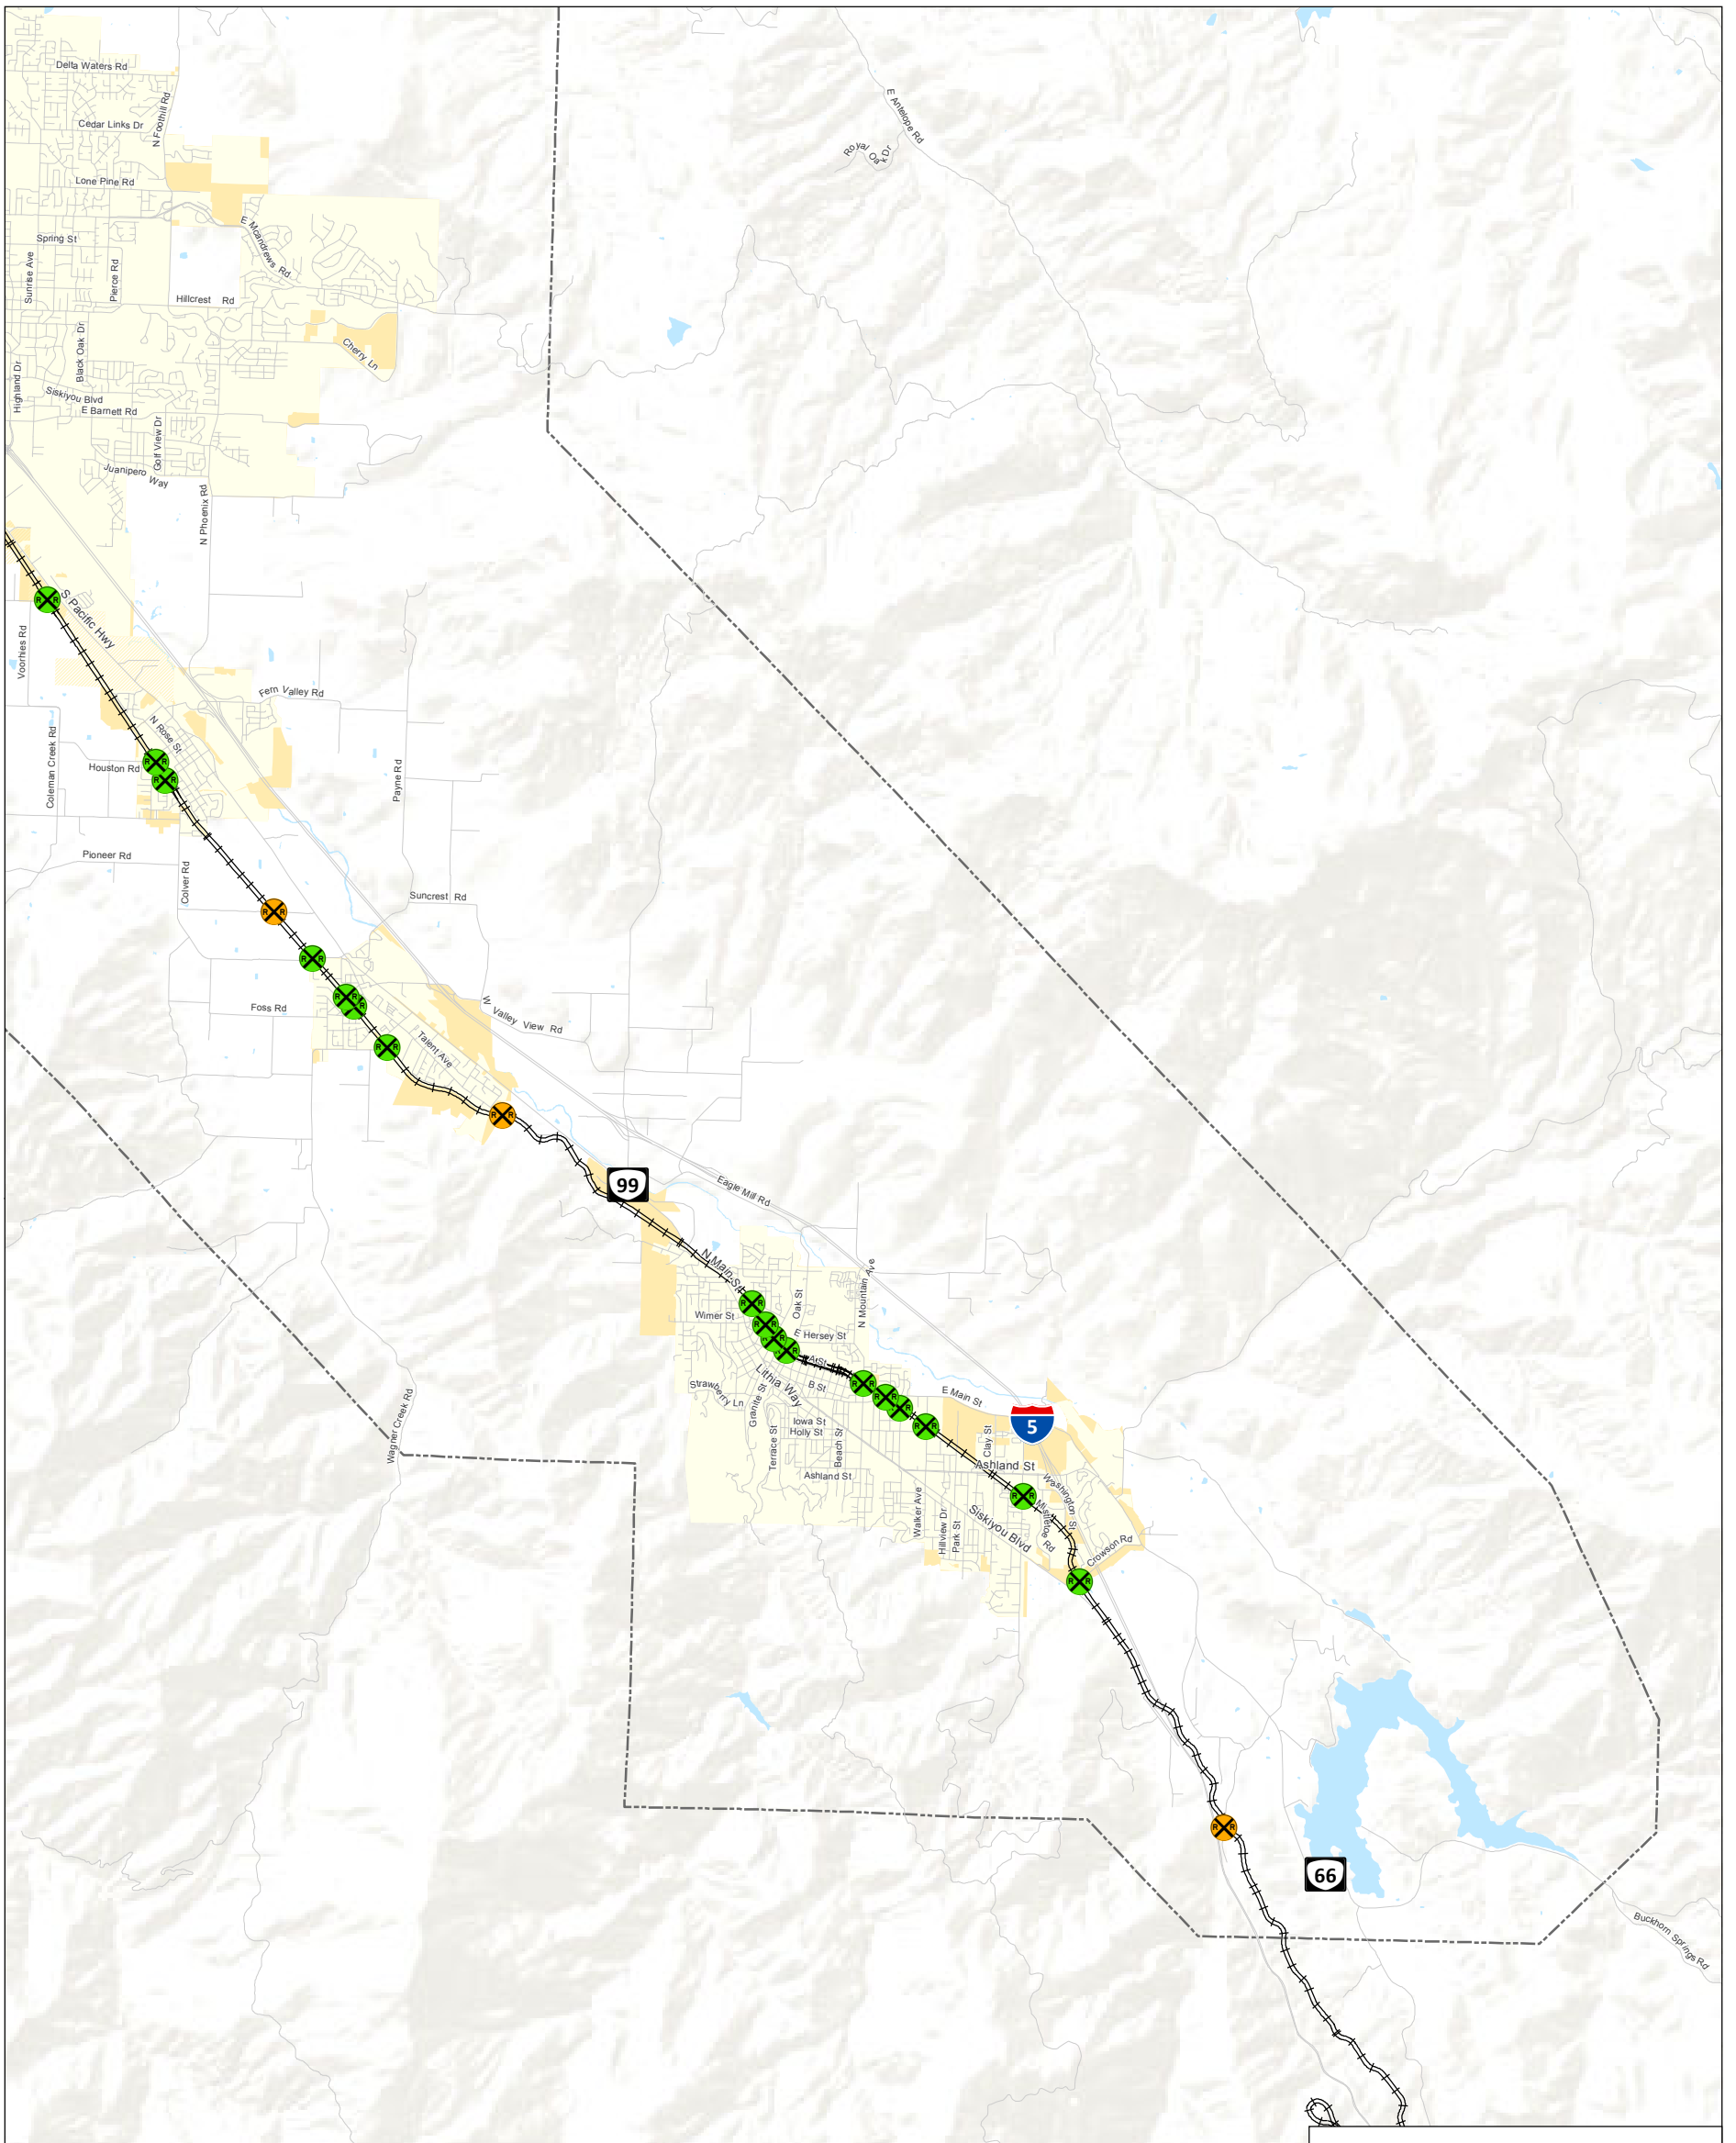 Delta Waters Rd
Cedar Links Dr
N Foothill Rd
E Antelope Rd
Royal Oak Dr
Lone Pine Rd
E Mcandrews Rd
Spring St
Sunrise Ave
Pierce Rd
Hillcrest Rd
Black Oak Dr
Cherry Ln
Highland Dr
Siskiyou Blvd
E Barnett Rd
Golf View Dr
Juanipero Way
N Phoenix Rd
S Pacific Hwy
Voorhies Rd
Fern Valley Rd
N Rose St
Coleman Creek Rd
Houston Rd
Payne Rd
Pioneer Rd
Colver Rd
Suncrest Rd
Foss Rd
W Valley View Rd
Talent Ave
99
Eagle Mill Rd
N Main St
N Mountain Ave
Oak St
Wimer St
E Hersey St
A St
Lithia Way
B St
Strawberry Ln
Granite St
E Main St
Iowa St
Holly St
Terrace St
Beach St
Clay St
5
Ashland St
Ashland St
Washington St
Walker Ave
Hillview Dr
Park St
Siskiyou Blvd
Mistletoe Rd
Crowson Rd
Wagner Creek Rd
66
Buckhorn Springs Rd
R R
R R
R R
R R
R R
R R
R
R R
R R
R R
R R
R R
R R
R R
R R
R R
R R
R R
R R